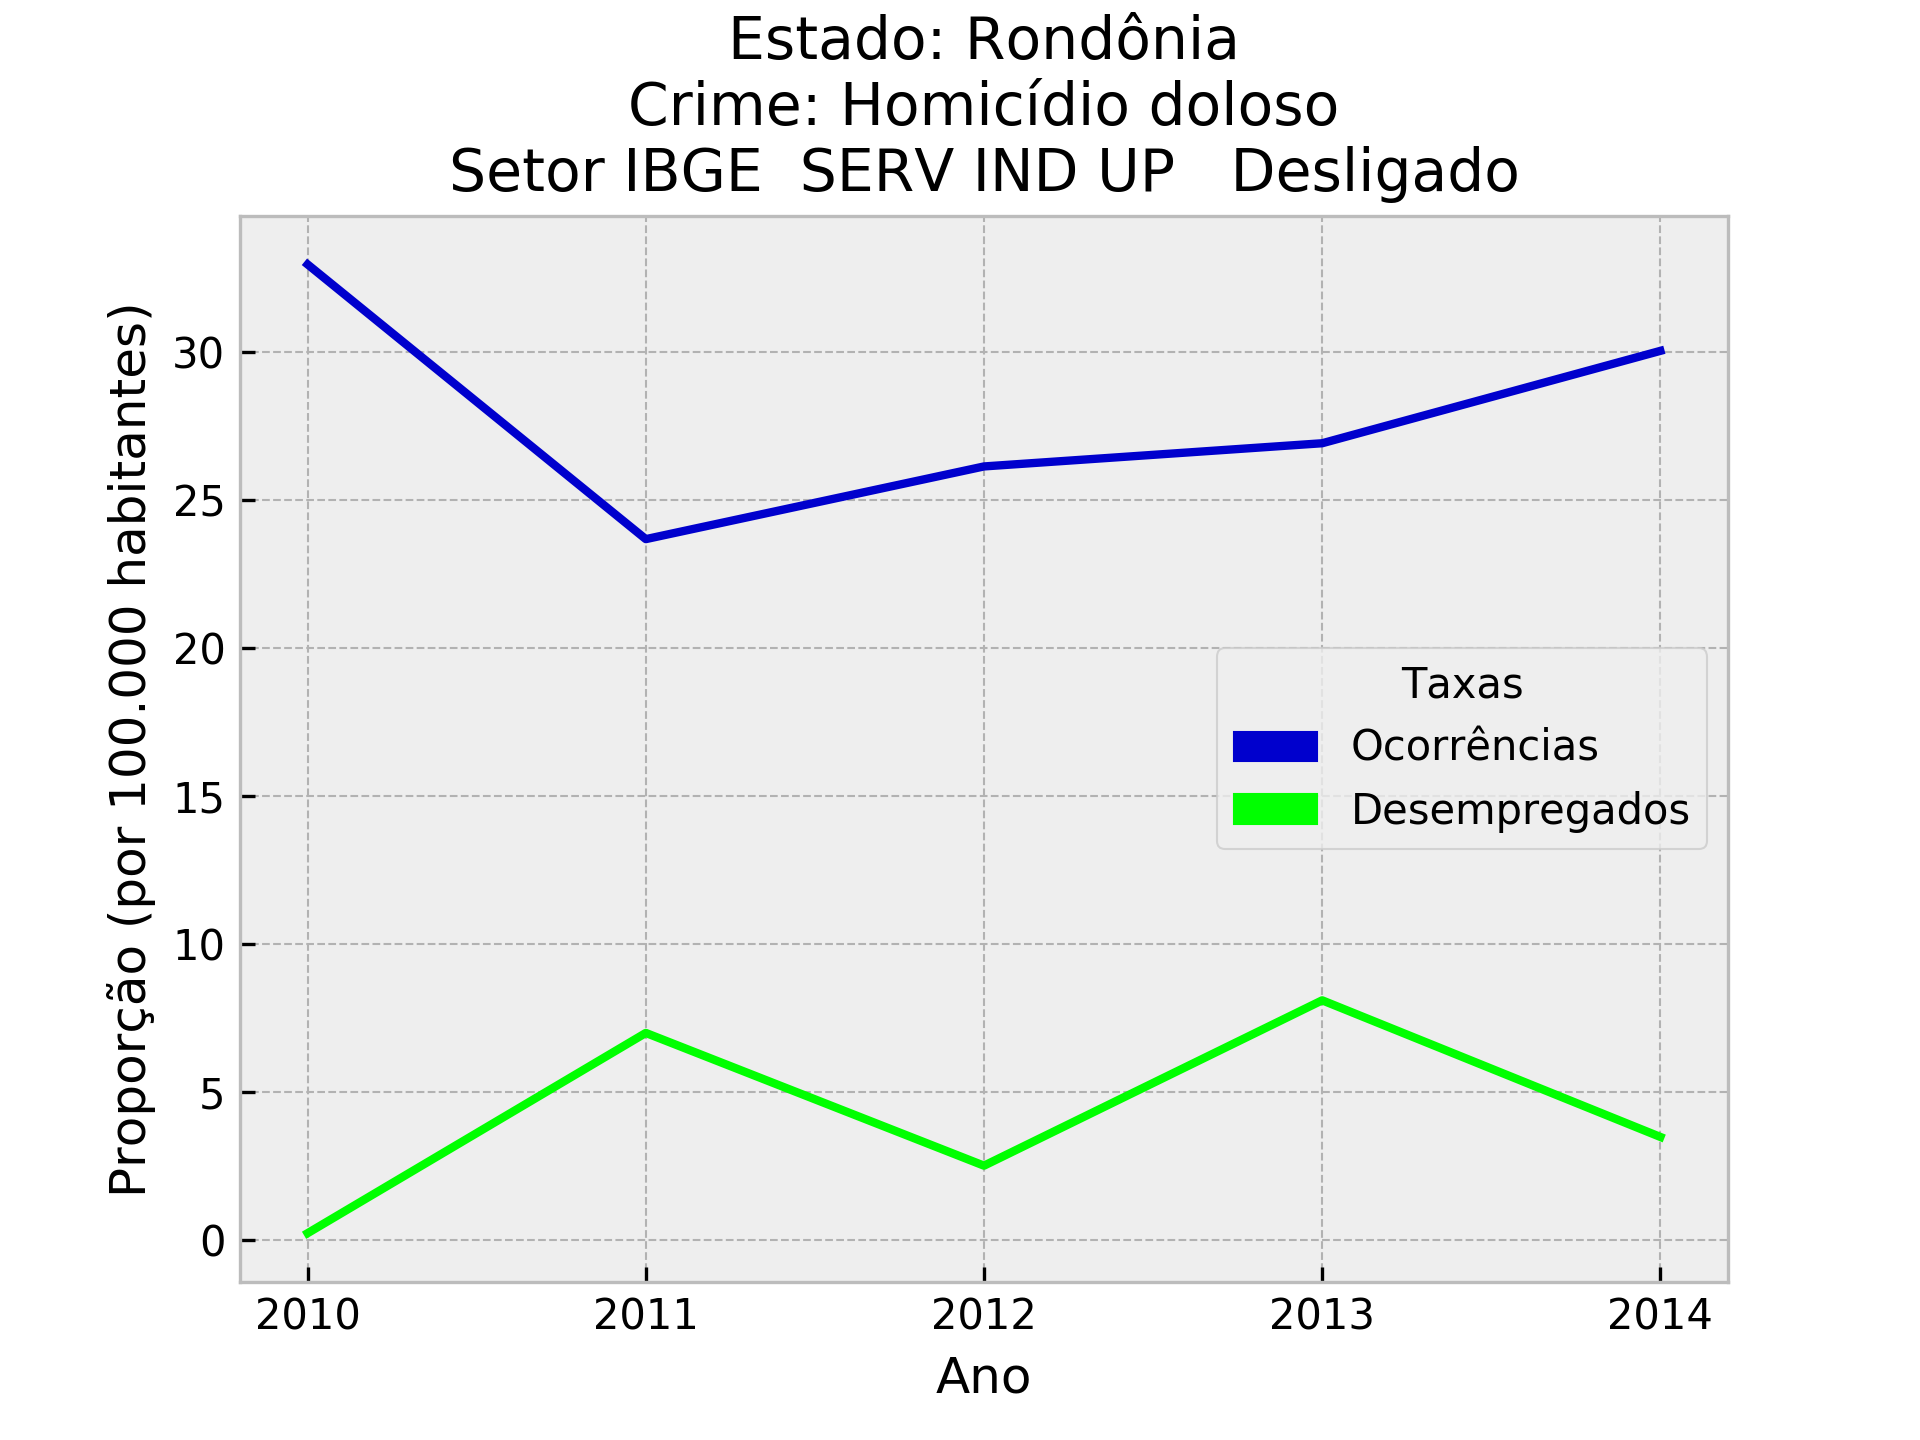 Estado: Rondônia
Crime: Homicídio doloso
Setor IBGE  SERV IND UP   Desligado
Proporção (por 100.000 habitantes)
30
25
20
15
10
5
0
Taxas
Ocorrências
Desempregados
2010 2011 2012 2013 2014
Ano